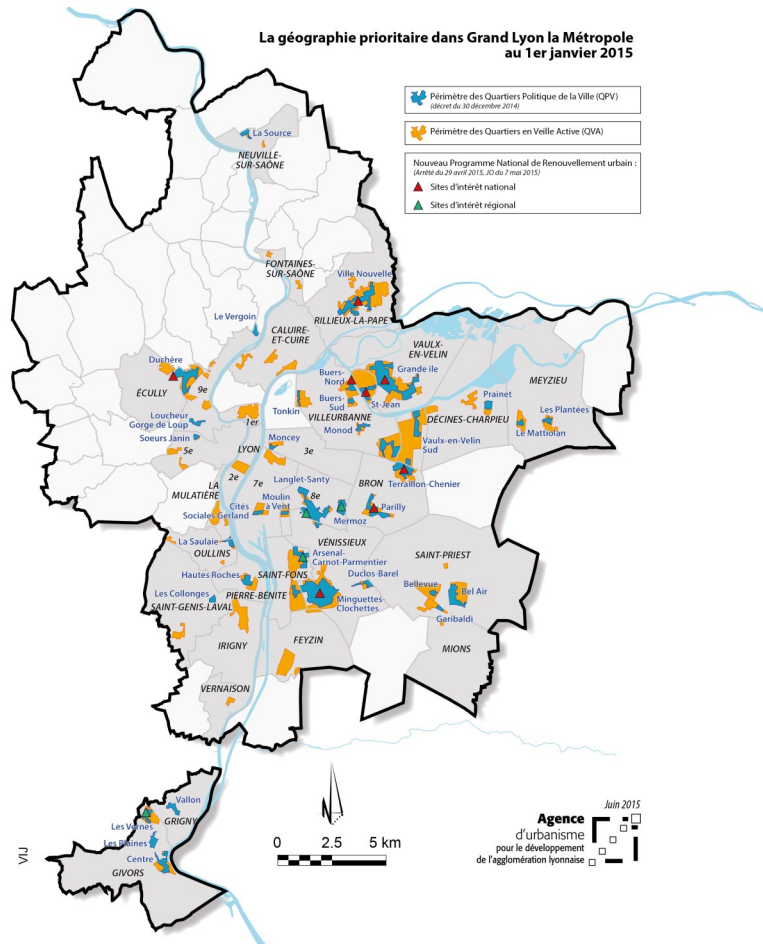 La géographie prioritaire dans Grand Lyon la Métropole
au 1er janvier 2015
Périmètre des Quartiers Politique de la Ville (QPV)
(décret du 30 décembre 2014)
Périmètre des Quartiers en Veille Active (QVA)
Nouveau Programme National de Renouvellement urbain :
(Arrêté du 29 avril 2015, JO du 7 mai 2015)
Sites d'intérêt national
Sites d'intérêt régional
La Source
NEUVILLE-
SUR-SAÔNE
FONTAINES-
SUR-SAÔNE
Ville Nouvelle
RILLIEUX-LA-PAPE
Le Vergoin
CALUIRE-
ET-CUIRE
VAULX-
EN-VELIN
Duchère
9e
ÉCULLY
Buers-
Nord
Grande ile
MEYZIEU
Buers-
Sud
St-Jean
Prainet
Les Plantées
Tonkin
VILLEURBANNE
DÉCINES-CHARPIEU
Le Mattiolan
Loucheur
Gorge de Loup
1er
Monod
Soeurs Janin
Moncey
Vaulx-en-Velin
Sud
5e
LYON
3e
2e
7e
Langlet-Santy
BRON
Terraillon-Chenier
LA
MULATIÈRE
Moulin
à Vent
8e
Parilly
Cités
Sociales Gerland
Mermoz
La Saulaie
VÉNISSIEUX
OULLINS
Arsenal-
Carnot-Parmentier
SAINT-PRIEST
Hautes Roches
SAINT-FONS
Duclos-Barel
Bellevue
Bel Air
Les Collonges
PIERRE-BÉNITE
Minguettes-
Clochettes
SAINT-GENIS-LAVAL
Garibaldi
IRIGNY
FEYZIN
MIONS
VERNAISON
Vallon
GRIGNY
Les Vernes
Les Plaines
Centre
GIVORS
VIJ
N
0 2.5 5 km
Juin 2015
Agence
d'urbanisme
pour le développement
de l'agglomération lyonnaise